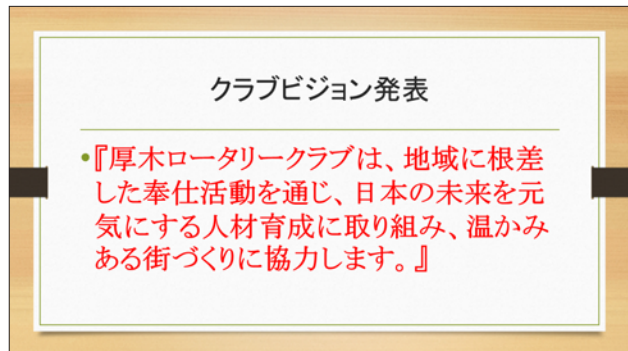 クラブビジョン発表
•『厚木ロータリークラブは、地域に根差
した奉仕活動を通じ、日本の未来を元
気にする人材育成に取り組み、温かみ
ある街づくりに協力します。』